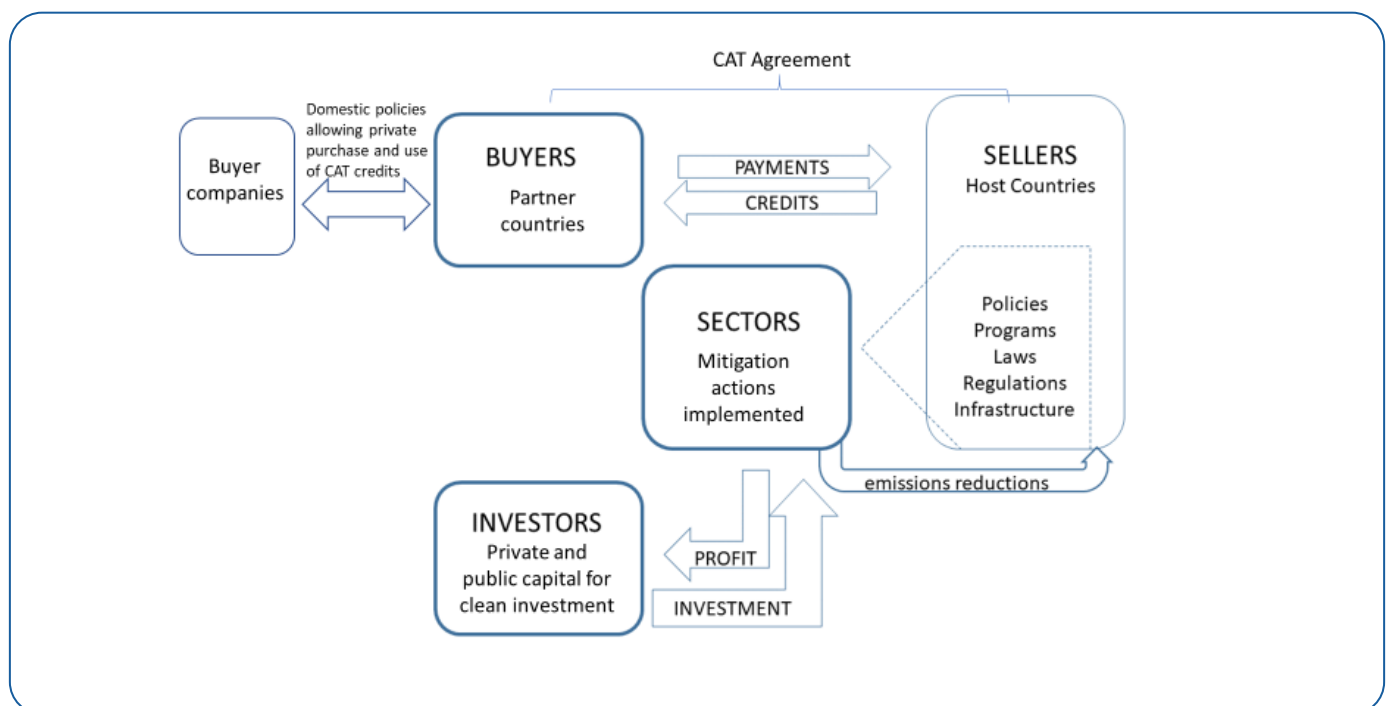 CAT Agreement
Domestic policies
allowing private
purchase and use
of CAT credits
Buyer
companies
BUYERS
Partner
countries
PAYMENTS
CREDITS
SELLERS
Host Countries
Policies
Programs
Laws
Regulations
Infrastructure
SECTORS
Mitigation
actions
implemented
emissions reductions
INVESTORS
Private and
public capital for
clean investment
PROFIT
INVESTMENT